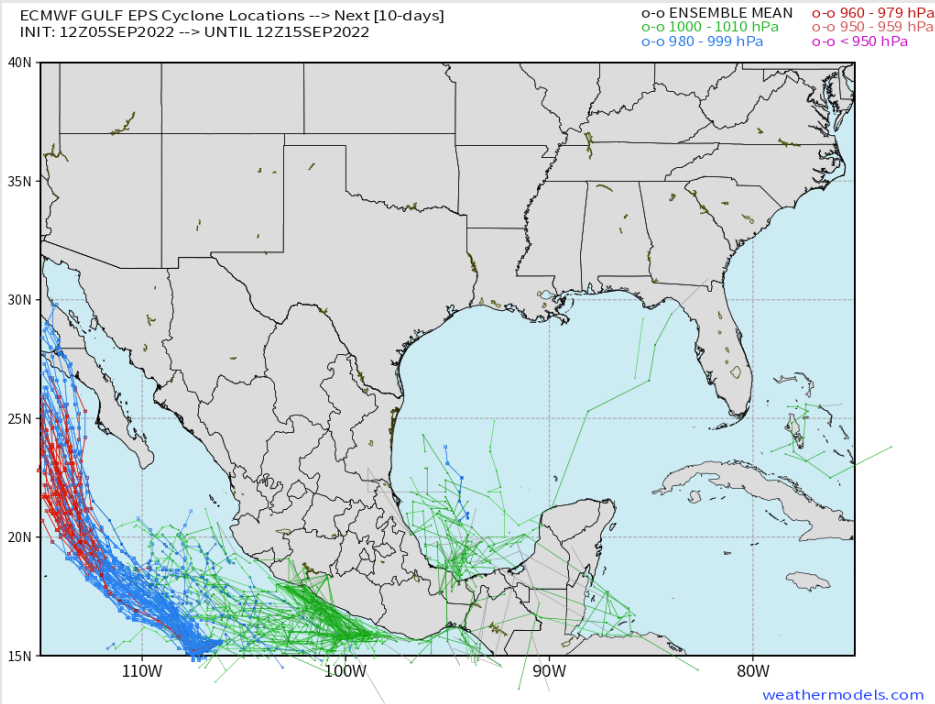 ECMWF GULF EPS Cyclone Locations --> Next [10-days]
INIT: 12Z05SEP2022 --> UNTIL 12Z15SEP2022
o-o ENSEMBLE MEAN
o-o 1000 - 1010 hPa
o-o 980 - 999 hPa
o-o 960 - 979 hPa
o-o 950 - 959 hPa
o-o < 950 hPa
40N
35N
30N
25N
20N
15N
110W 100W 90W 80W
weathermodels.com